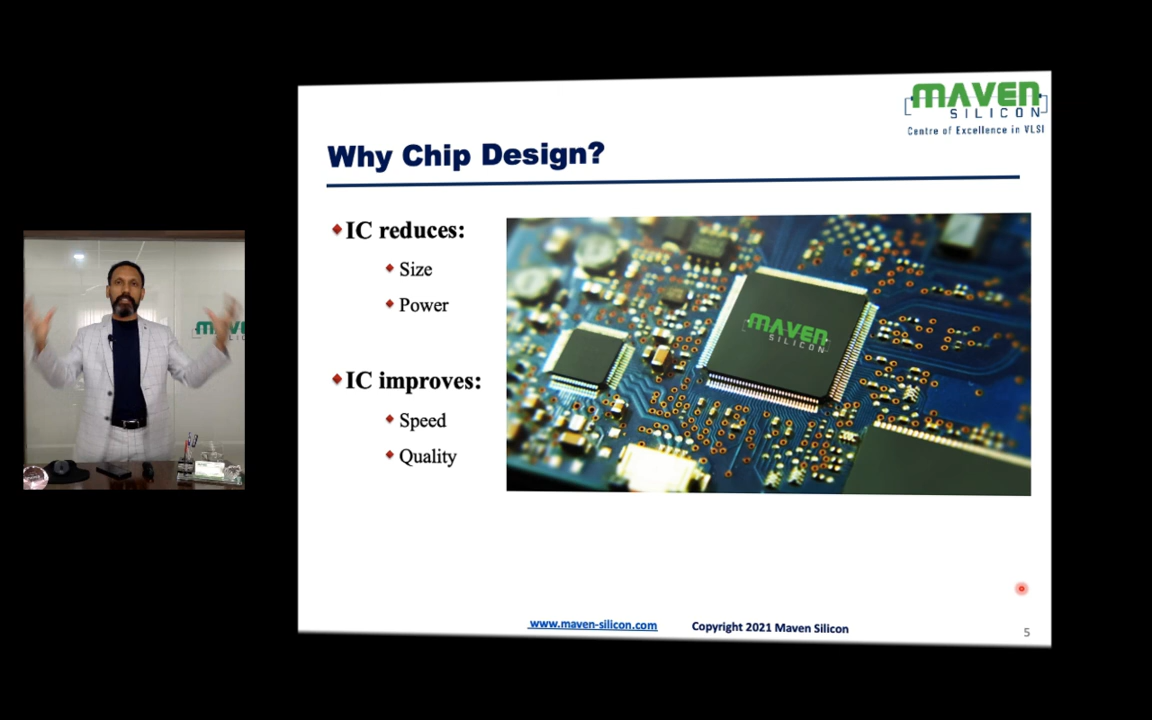 MAVEN
SILICON
Centre of Excellence in VLSI
Why Chip Design?
IC reduces:
Size
Power
IC improves:
Speed
Quality
MAVEN
SILICON
www.maven-silicon.com
Copyright 2021 Maven Silicon
5